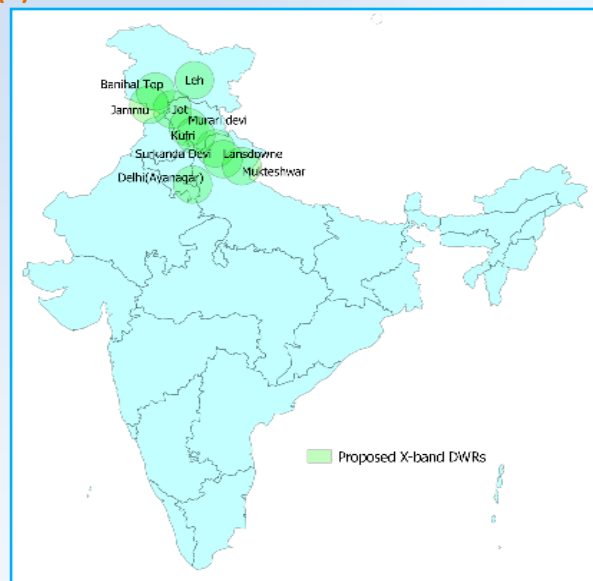 Leh
Banihal Top
Jammu
Jot
Murari devi
Kufri
Surkanda Devi
Lansdowne
Mukteshwar
Delhi(Ayanagar)
Proposed X-band DWRs